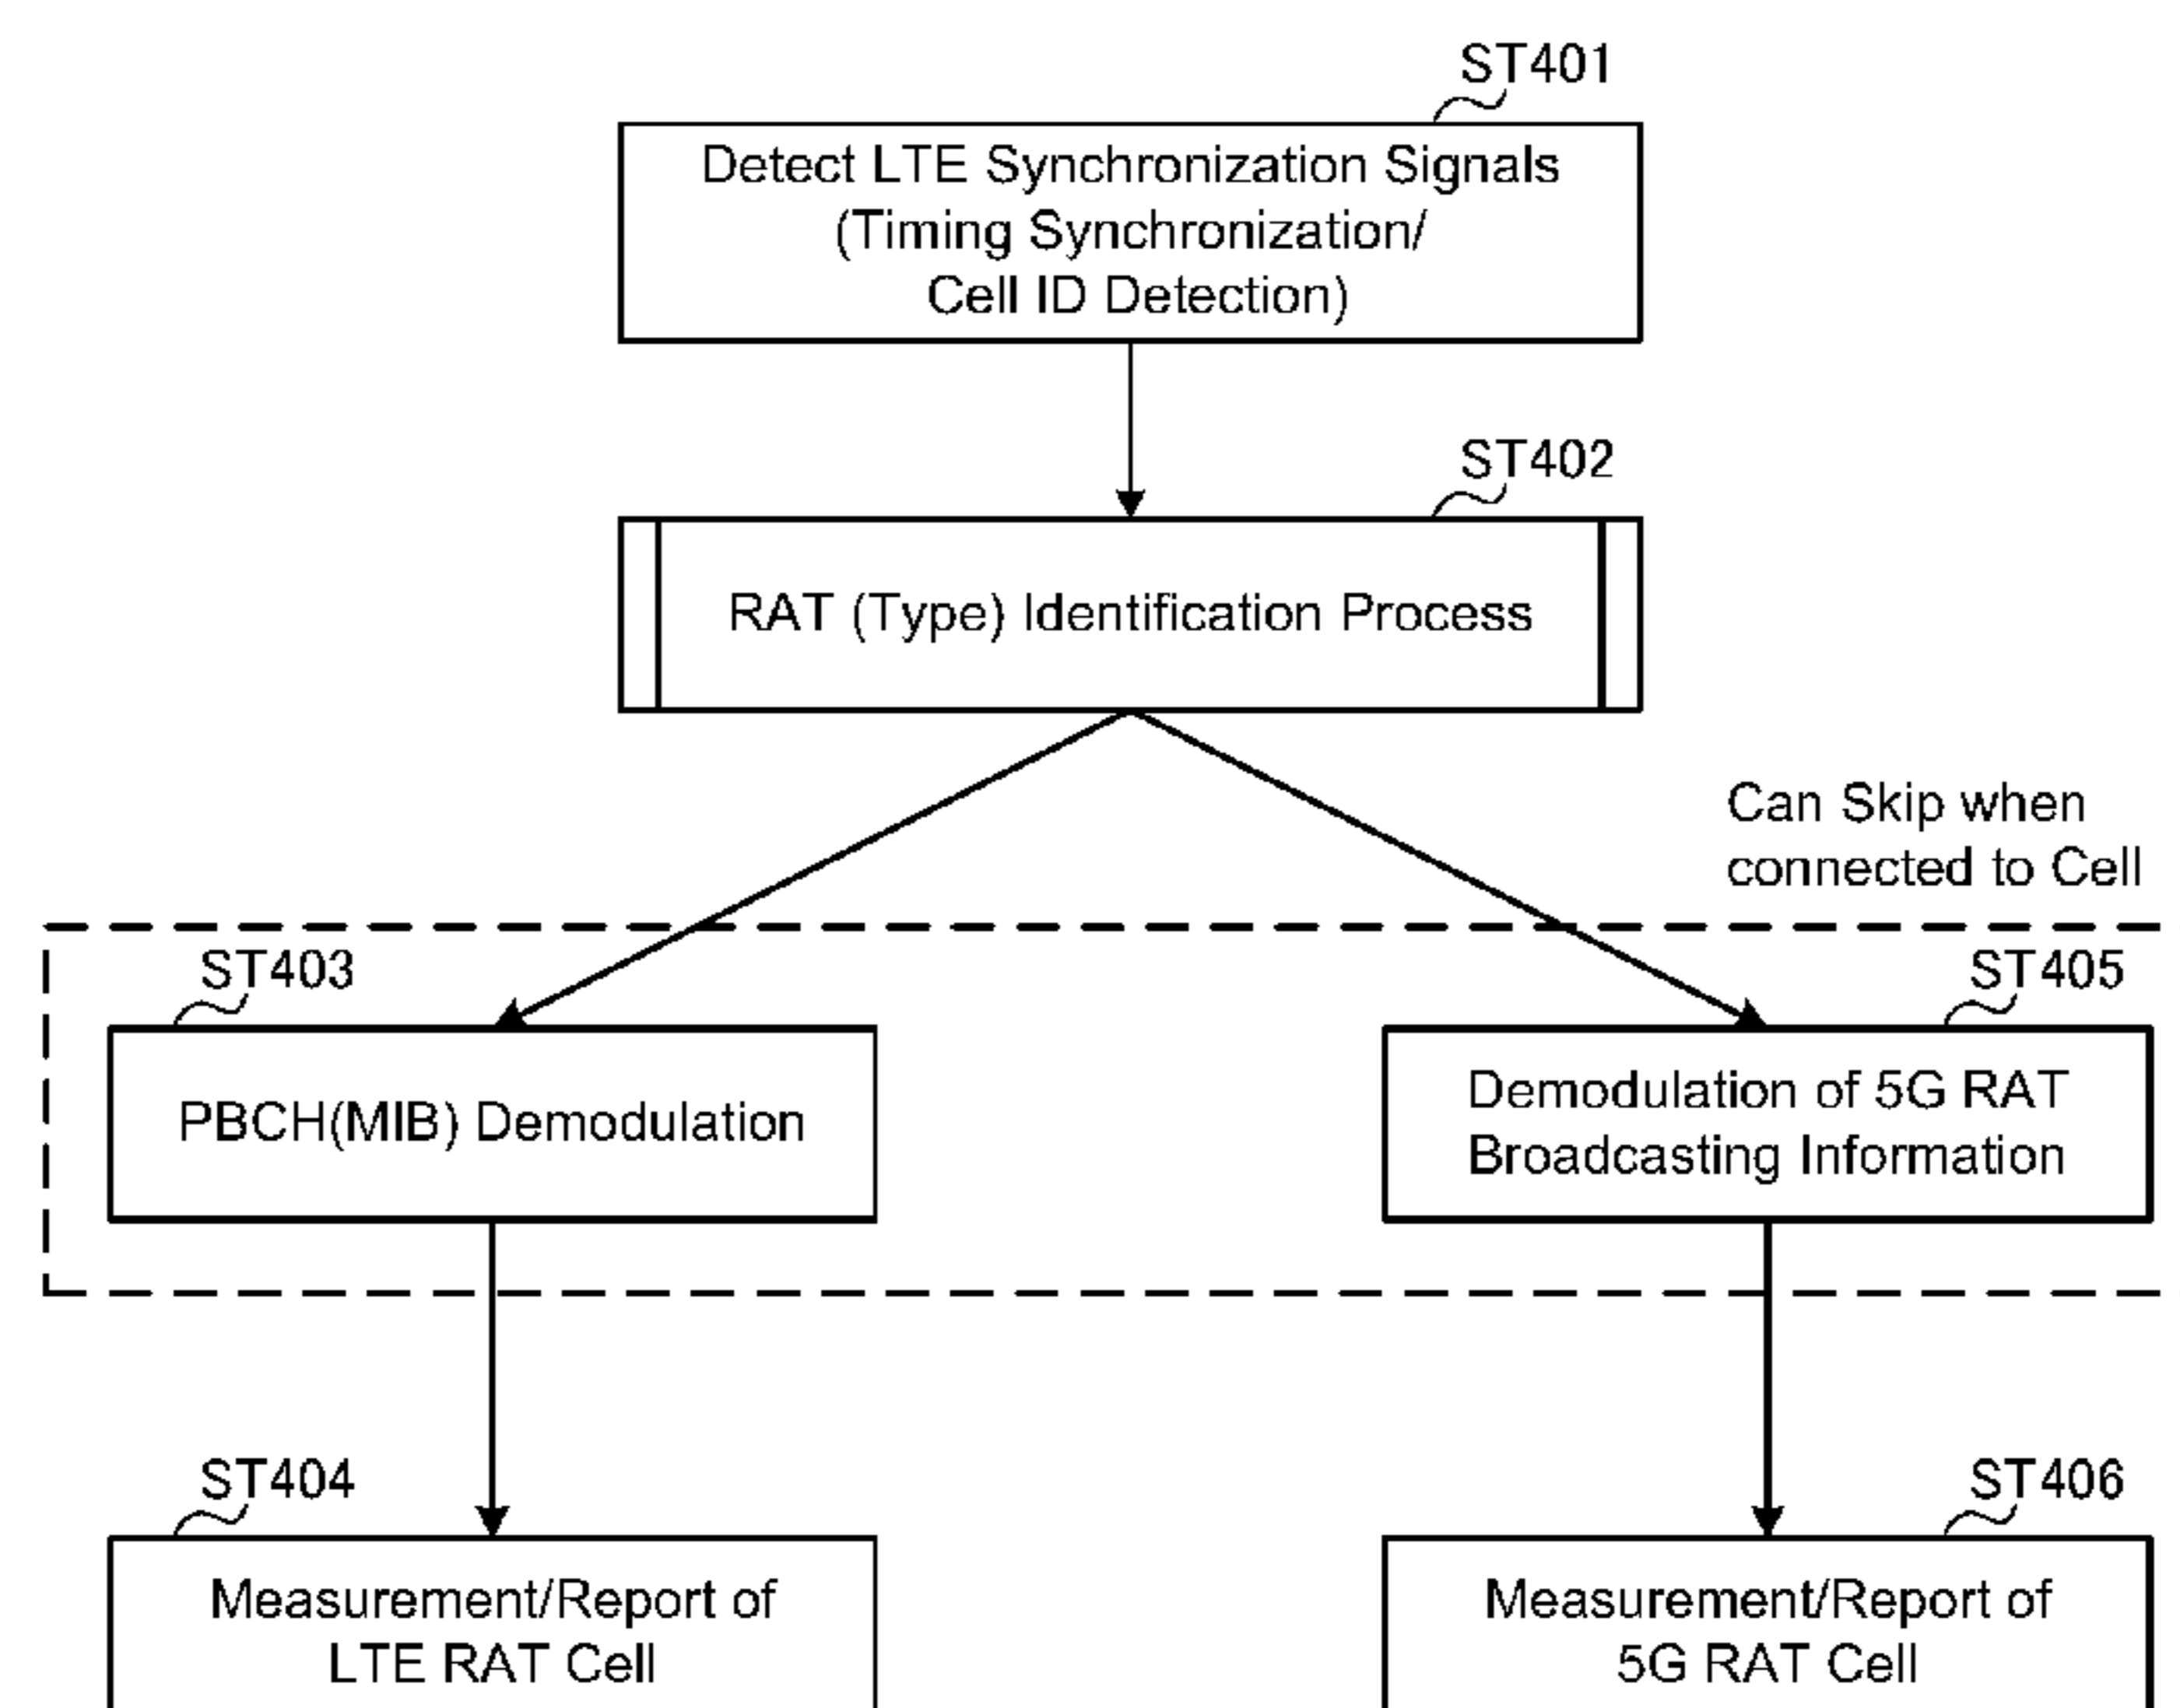 ST401
Detect LTE Synchronization Signals
(Timing Synchronization/
Cell ID Detection)
ST402
RAT (Type) Identification Process
Can Skip when
connected to Cell
ST403
PBCH(MIB) Demodulation
ST405
Demodulation of 5G RAT
Broadcasting Information
ST404
Measurement/Report of
LTE RAT Cell
ST406
Measurement/Report of
5G RAT Cell